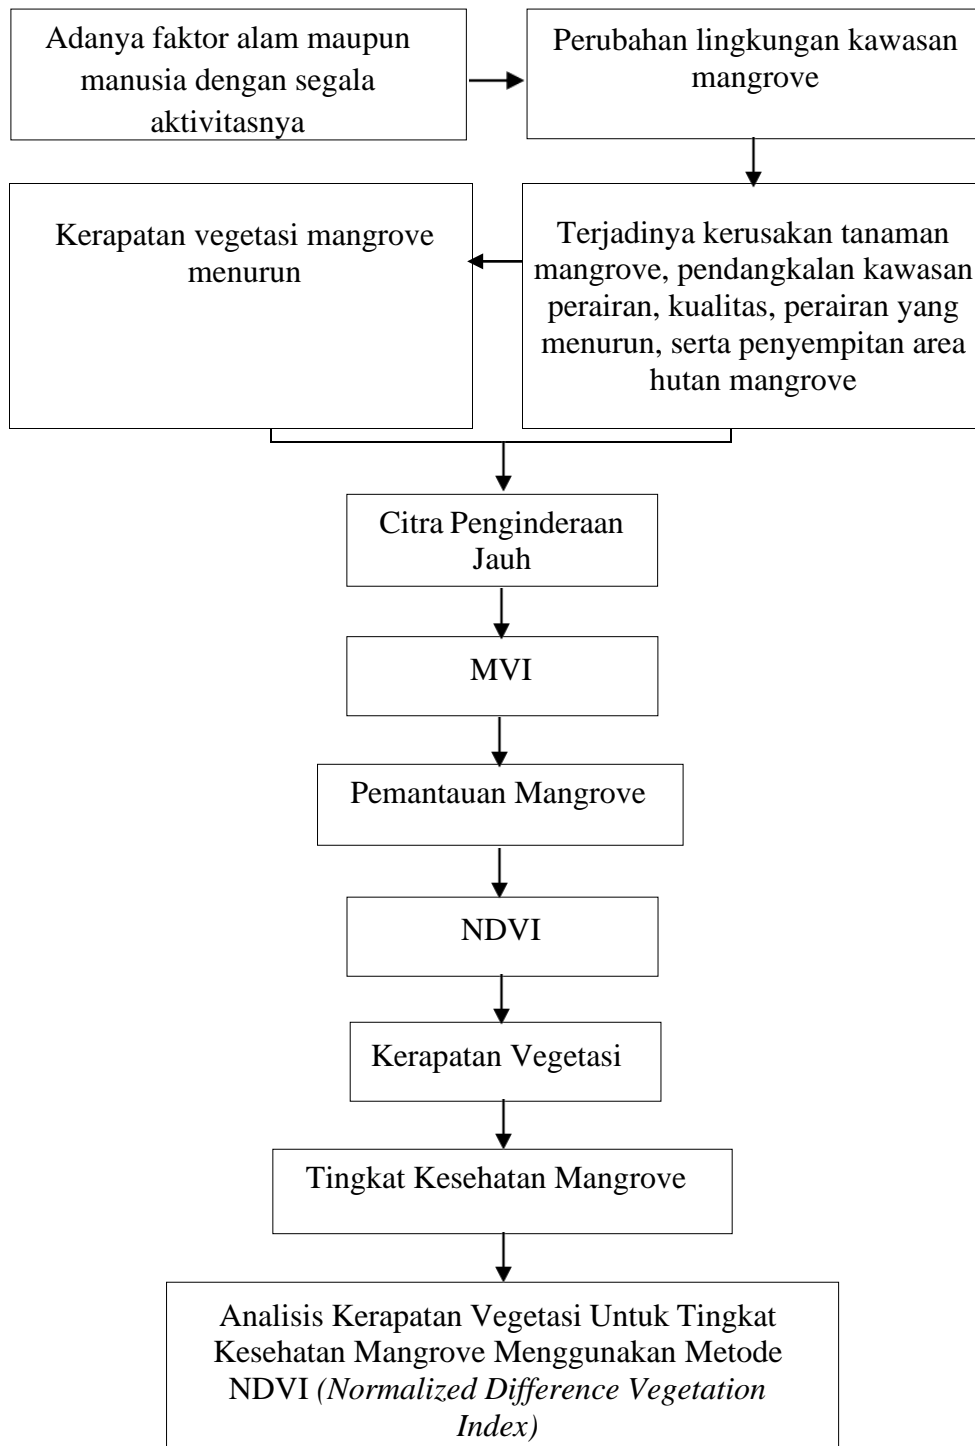 Adanya faktor alam maupun
manusia dengan segala
aktivitasnya
Perubahan lingkungan kawasan
mangrove
Kerapatan vegetasi mangrove
menurun
Terjadinya kerusakan tanaman
mangrove, pendangkalan kawasan
perairan, kualitas, perairan yang
menurun, serta penyempitan area
hutan mangrove
Citra Penginderaan
Jauh
MVI
Pemantauan Mangrove
NDVI
Kerapatan Vegetasi
Tingkat Kesehatan Mangrove
Analisis Kerapatan Vegetasi Untuk Tingkat
Kesehatan Mangrove Menggunakan Metode
NDVI (Normalized Difference Vegetation
Index)